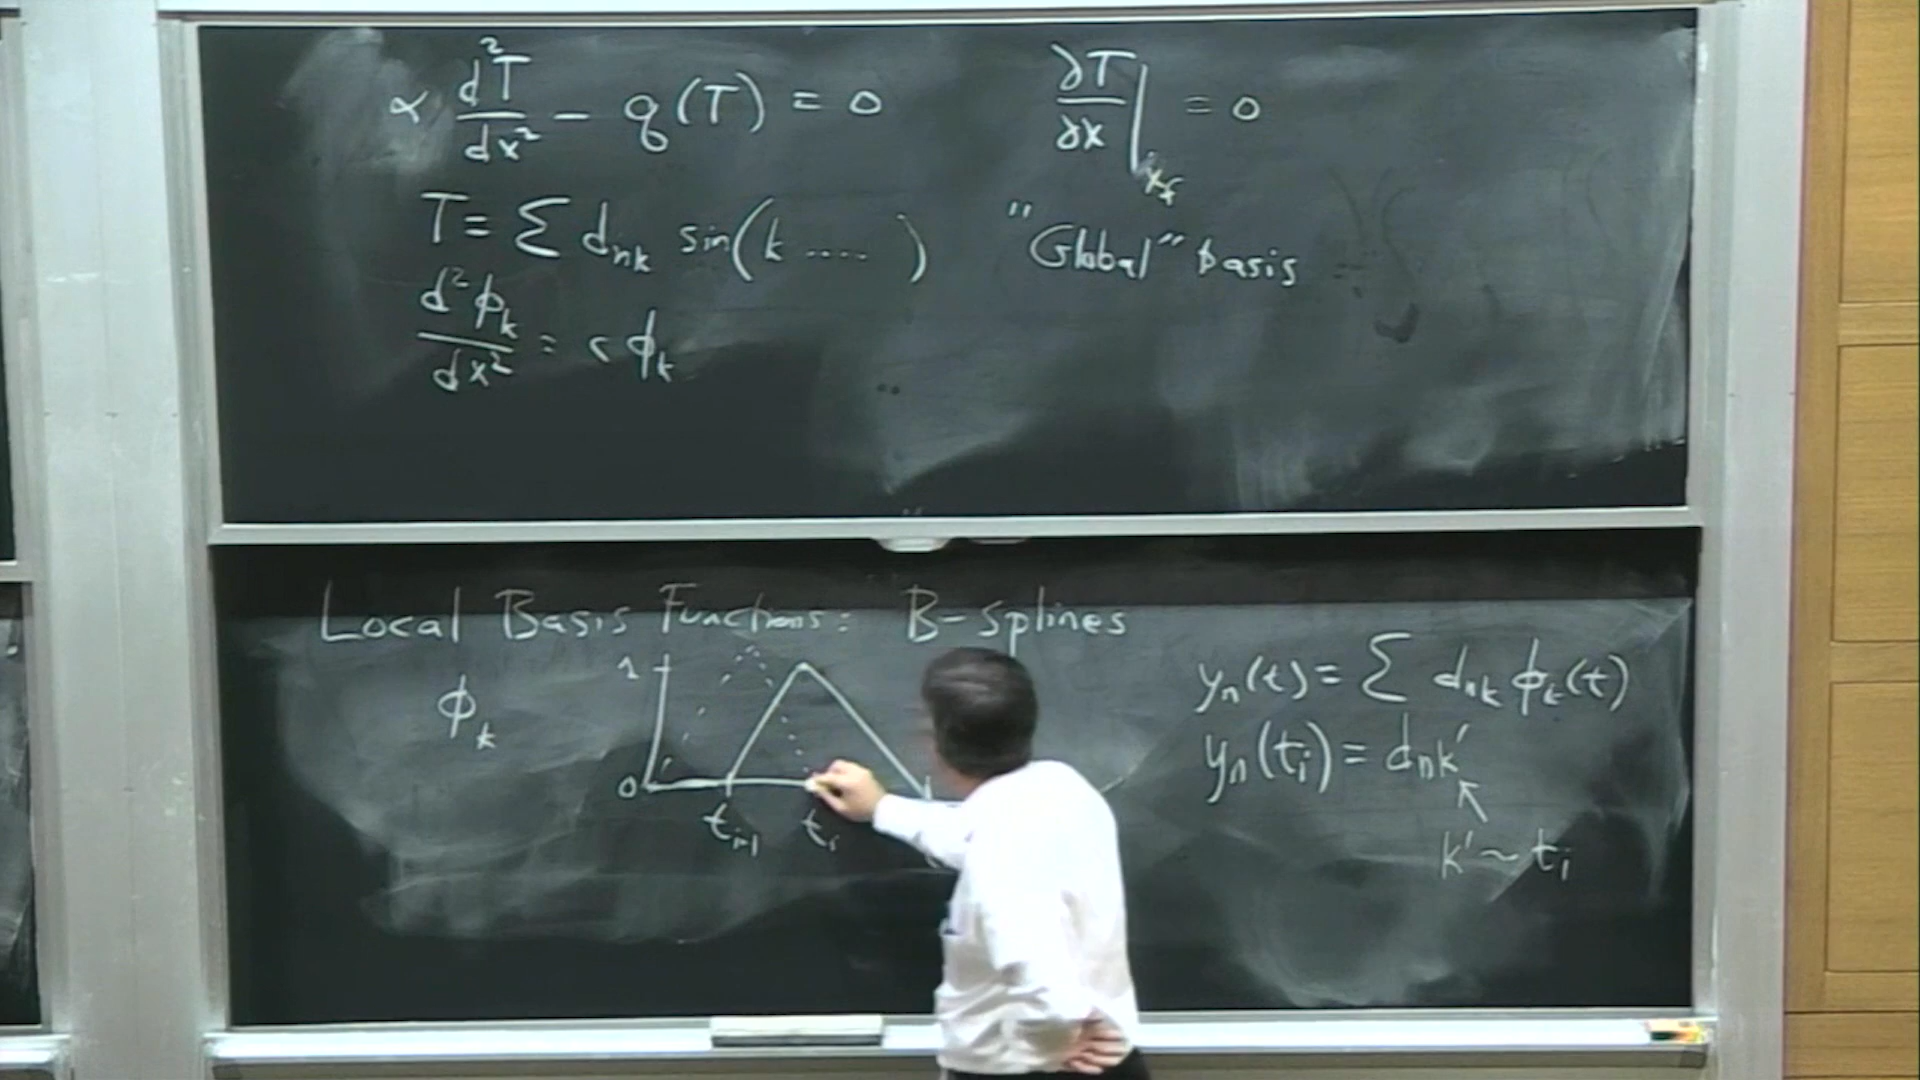 α d²T/dx² − q(T) = 0
∂T/∂x |x_f = 0
T = Σ d_nk sin(k ....)
"Global" basis
d²ϕ_k/dx² = c ϕ_k
Local Basis Functions: B-splines
ϕ_k
1
0
t_i-1
t_i
y_n(t) = Σ d_nk ϕ_k(t)
y_n(t_i) = d_nk'
k' ~ t_i